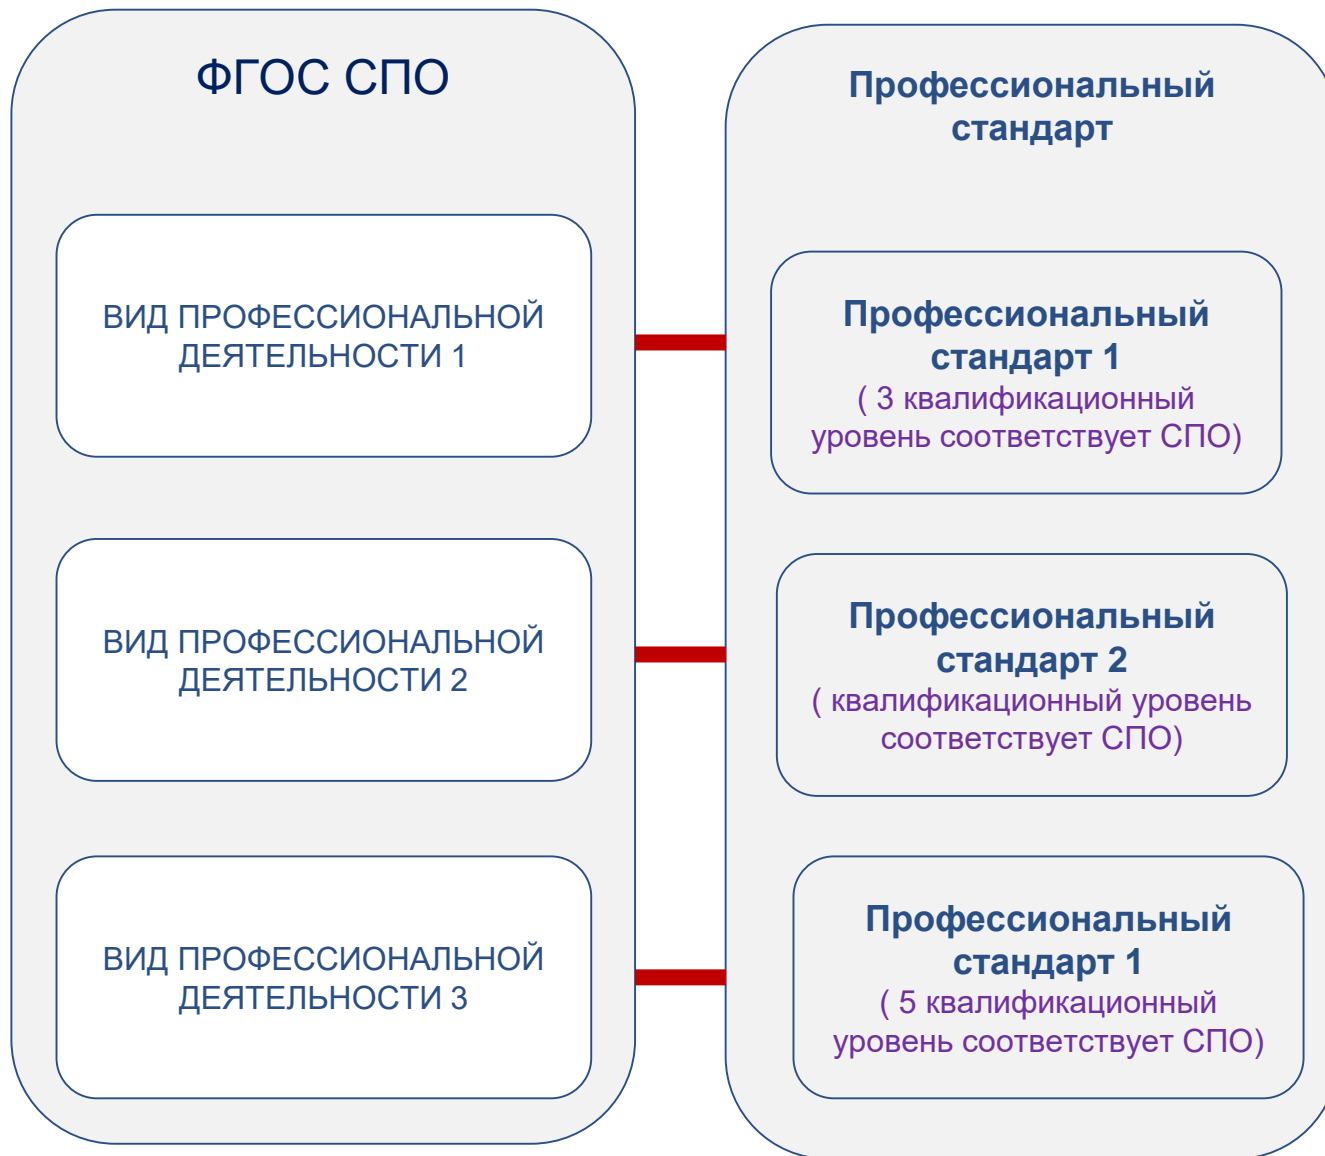 ФГОС СПО
ВИД ПРОФЕССИОНАЛЬНОЙ
ДЕЯТЕЛЬНОСТИ 1
ВИД ПРОФЕССИОНАЛЬНОЙ
ДЕЯТЕЛЬНОСТИ 2
ВИД ПРОФЕССИОНАЛЬНОЙ
ДЕЯТЕЛЬНОСТИ 3
Профессиональный
стандарт
Профессиональный
стандарт 1
( 3 квалификационный
уровень соответствует СПО)
Профессиональный
стандарт 2
( квалификационный уровень
соответствует СПО)
Профессиональный
стандарт 1
( 5 квалификационный
уровень соответствует СПО)